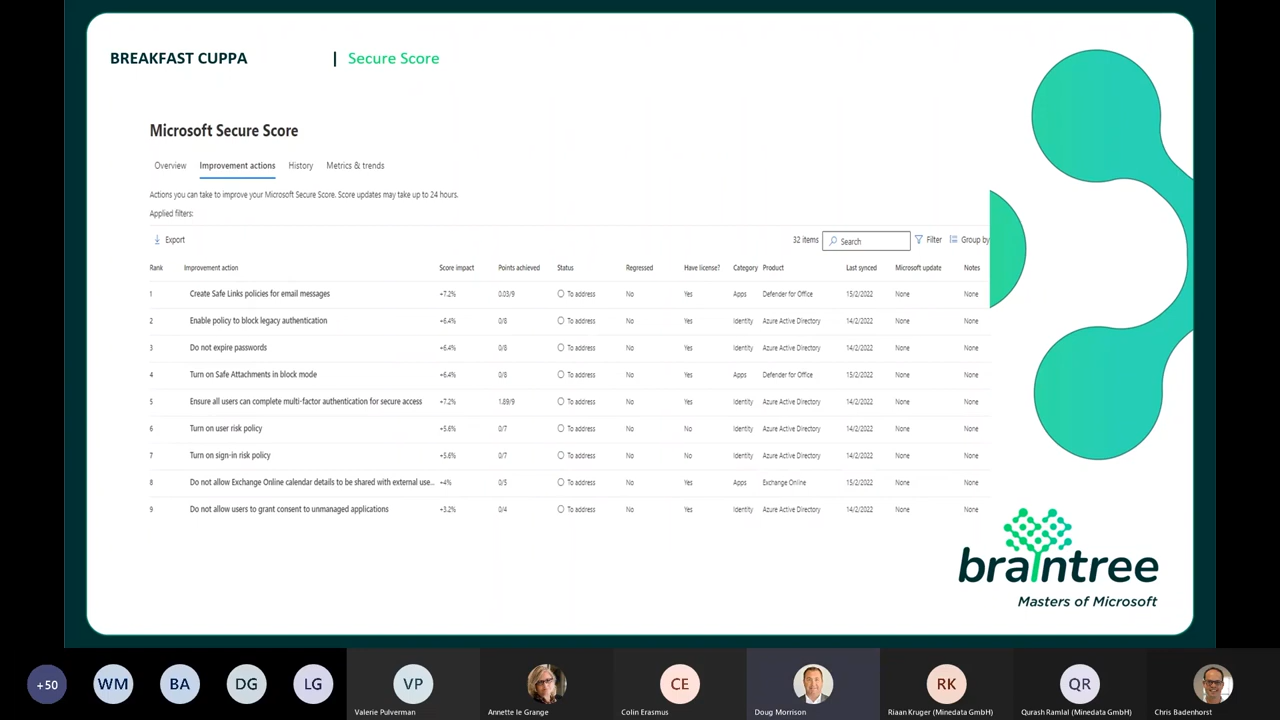 BREAKFAST CUPPA | Secure Score
Microsoft Secure Score
Overview Improvement actions History Metrics & trends
Actions you can take to improve your Microsoft Secure Score. Score updates may take up to 24 hours.
Applied filters:
Export 32 items Search Filter Group by
Rank Improvement action Score impact Points achieved Status Regressed Have license? Category Product Last synced Microsoft update Notes
1 Create Safe Links policies for email messages +7.2% 0.03/9 To address No Yes Apps Defender for Office 15/2/2022 None None
2 Enable policy to block legacy authentication +6.4% 0/8 To address No Yes Identity Azure Active Directory 14/2/2022 None None
3 Do not expire passwords +6.4% 0/8 To address No Yes Identity Azure Active Directory 14/2/2022 None None
4 Turn on Safe Attachments in block mode +6.4% 0/8 To address No Yes Apps Defender for Office 15/2/2022 None None
5 Ensure all users can complete multi-factor authentication for secure access +7.2% 1.89/9 To address No Yes Identity Azure Active Directory 14/2/2022 None None
6 Turn on user risk policy +5.6% 0/7 To address No No Identity Azure Active Directory 14/2/2022 None None
7 Turn on sign-in risk policy +5.6% 0/7 To address No No Identity Azure Active Directory 14/2/2022 None None
8 Do not allow Exchange Online calendar details to be shared with external use... +4% 0/5 To address No Yes Apps Exchange Online 15/2/2022 None None
9 Do not allow users to grant consent to unmanaged applications +3.2% 0/4 To address No Yes Identity Azure Active Directory 14/2/2022 None None
braintree
Masters of Microsoft
+50 WM BA DG LG VP CE RK QR
Valerie Pulverman Annette le Grange Colin Erasmus Doug Morrison Riaan Kruger (Minedata GmbH) Qurash Ramlal (Minedata GmbH) Chris Badenhorst